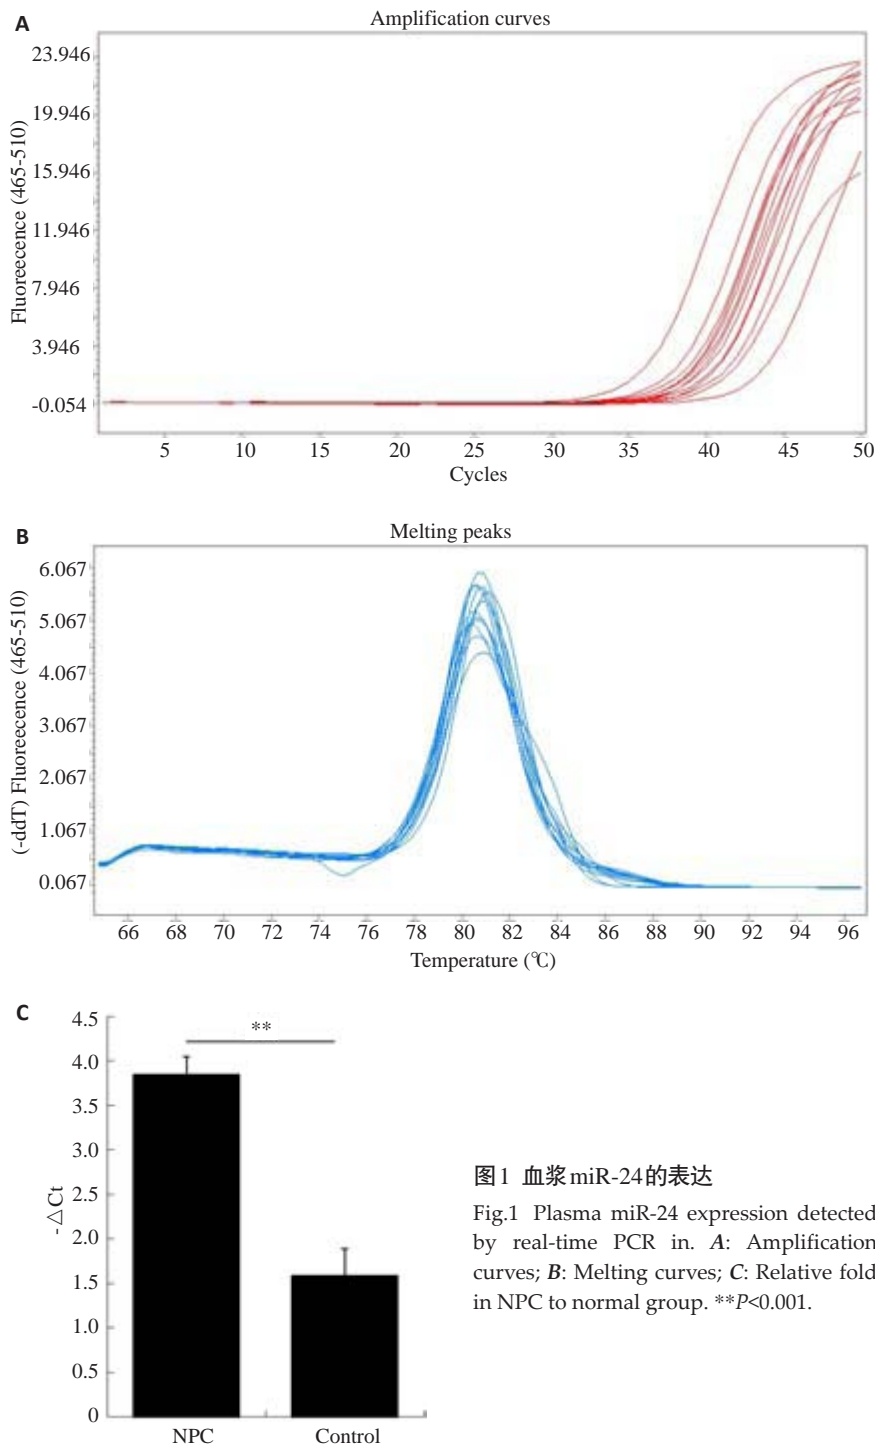 A
Amplification curves
Fluoreecence (465-510)
23.946
19.946
15.946
11.946
7.946
3.946
-0.054
5 10 15 20 25 30 35 40 45 50
Cycles
B
Melting peaks
(-ddT) Fluoreecence (465-510)
6.067
5.067
4.067
3.067
2.067
1.067
0.067
66 68 70 72 74 76 78 80 82 84 86 88 90 92 94 96
Temperature (℃)
C
-△Ct
4.5
4.0
3.5
3.0
2.5
2.0
1.5
1.0
0.5
0
**
NPC Control
图1 血浆miR-24的表达
Fig.1 Plasma miR-24 expression detected
by real-time PCR in. A: Amplification
curves; B: Melting curves; C: Relative fold
in NPC to normal group. **P<0.001.